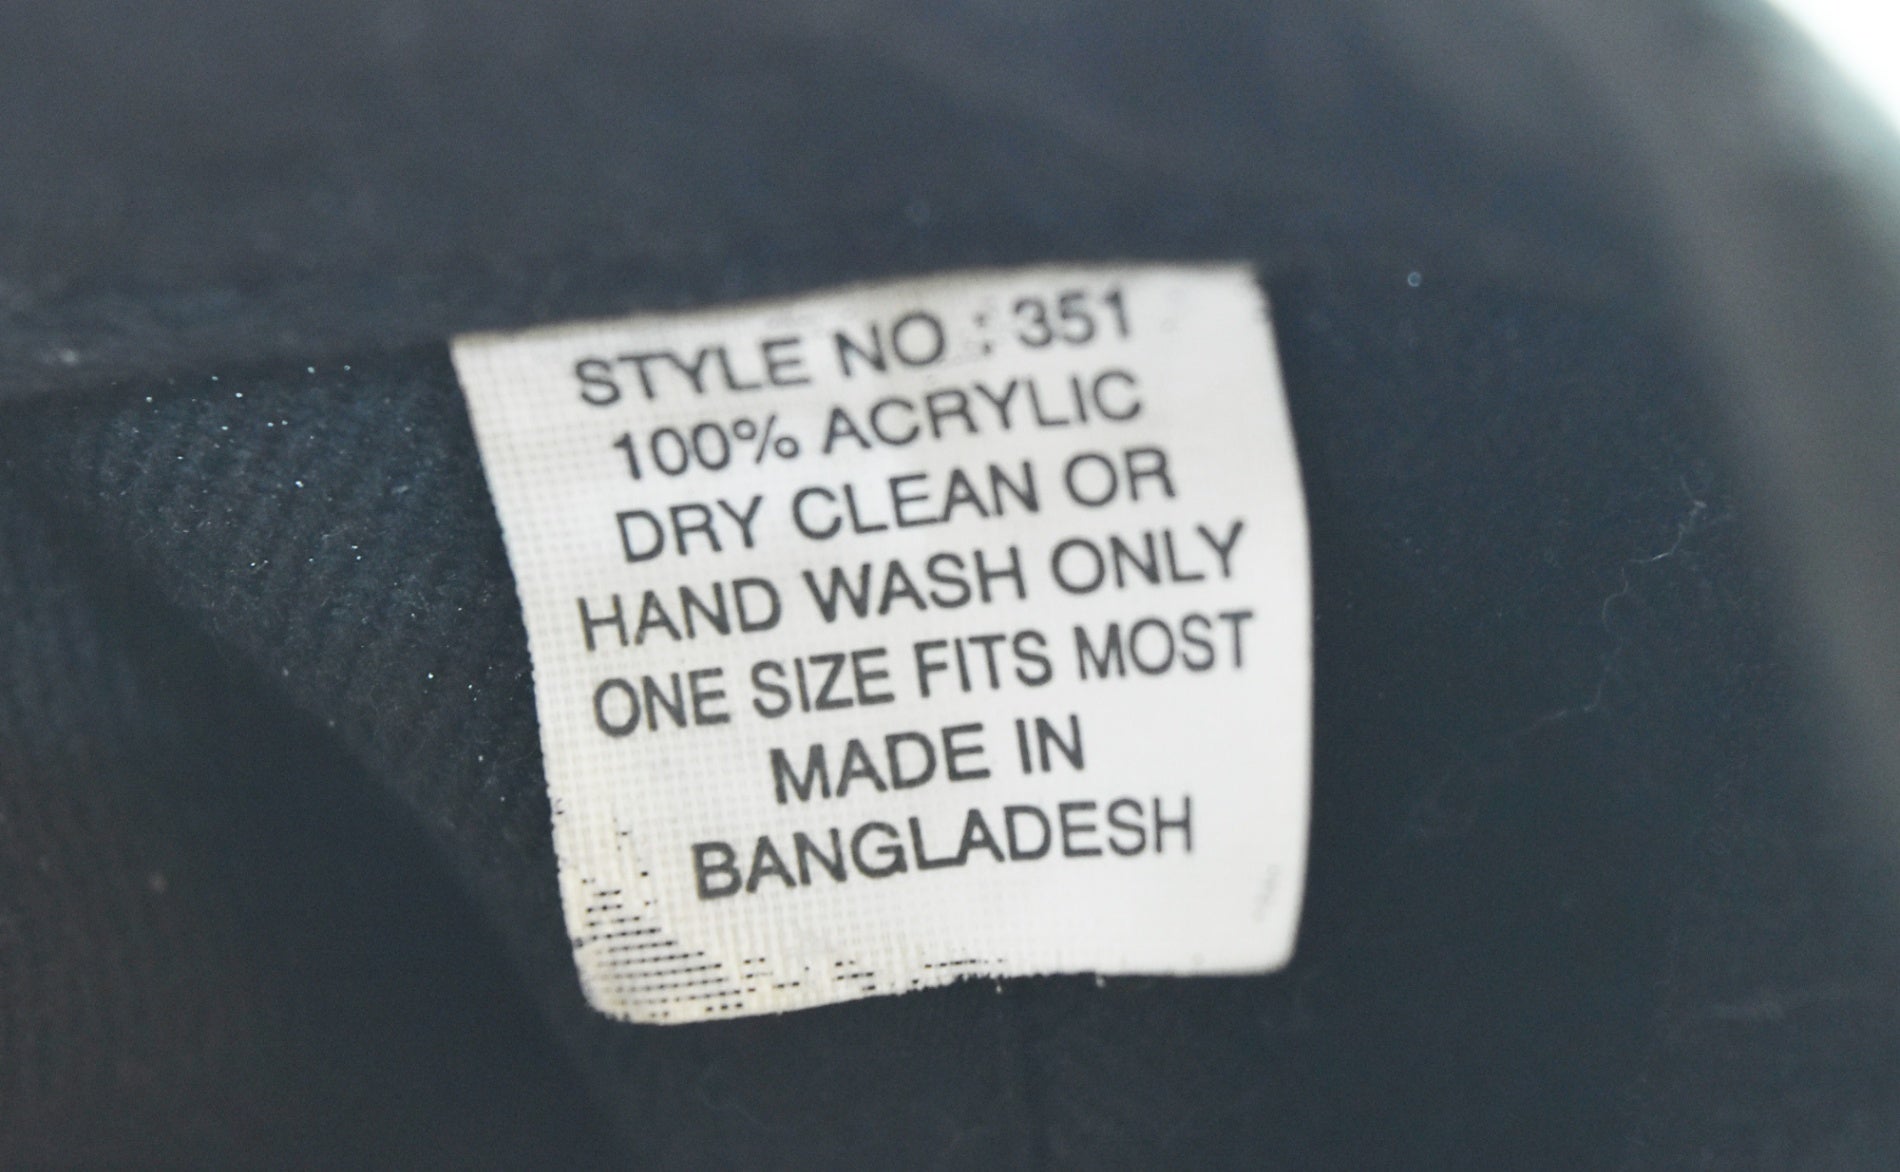 STYLE NO : 351
100% ACRYLIC
DRY CLEAN OR
HAND WASH ONLY
ONE SIZE FITS MOST
MADE IN
BANGLADESH